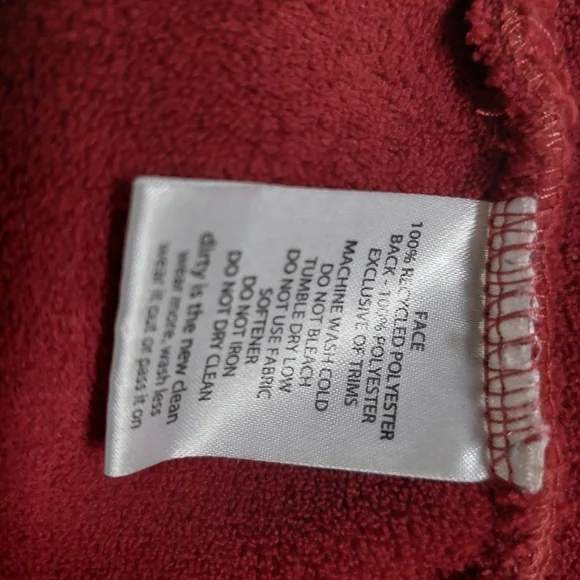 FACE
100% RECYCLED POLYESTER
BACK - 100% POLYESTER
EXCLUSIVE OF TRIMS
MACHINE WASH COLD
DO NOT BLEACH
TUMBLE DRY LOW
DO NOT USE FABRIC
SOFTENER
DO NOT IRON
DO NOT DRY CLEAN
dirty is the new clean
wear more, wash less
wear it out or pass it on